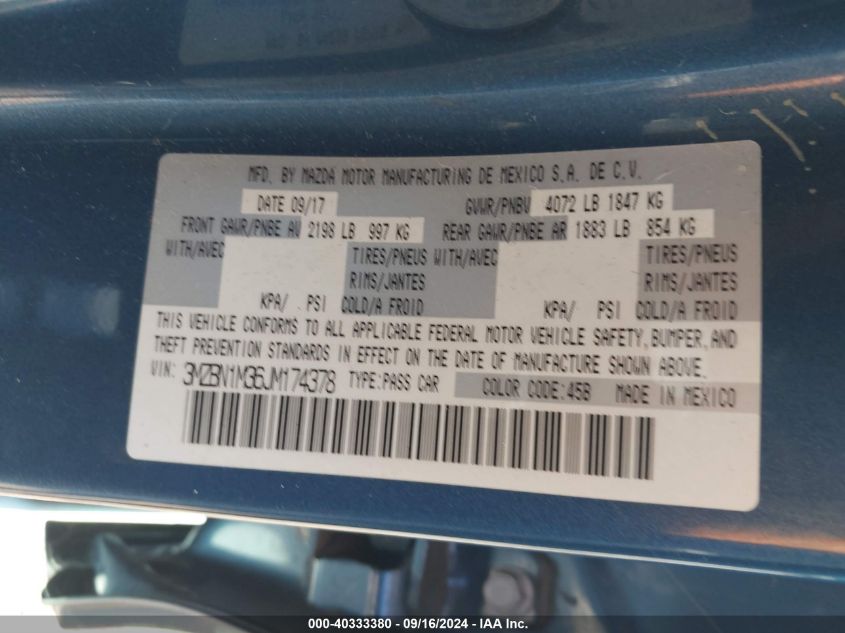 MFD. BY MAZDA MOTOR MANUFACTURING DE MEXICO S.A. DE C.V.
DATE 09/17 GVWR/PNBV 4072 LB 1847 KG
FRONT GAWR/PNBE AV 2198 LB 997 KG REAR GAWR/PNBE AR 1883 LB 854 KG
WITH/AVEC TIRES/PNEUS WITH/AVEC TIRES/PNEUS
RIMS/JANTES RIMS/JANTES
KPA/ PSI COLD/A FROID KPA/ PSI COLD/A FROID
THIS VEHICLE CONFORMS TO ALL APPLICABLE FEDERAL MOTOR VEHICLE SAFETY, BUMPER, AND
THEFT PREVENTION STANDARDS IN EFFECT ON THE DATE OF MANUFACTURE SHOWN ABOVE.
VIN: 3MZBN1M36JM174378 TYPE:PASS CAR COLOR CODE:45B MADE IN MEXICO
000-40333380 - 09/16/2024 - IAA Inc.